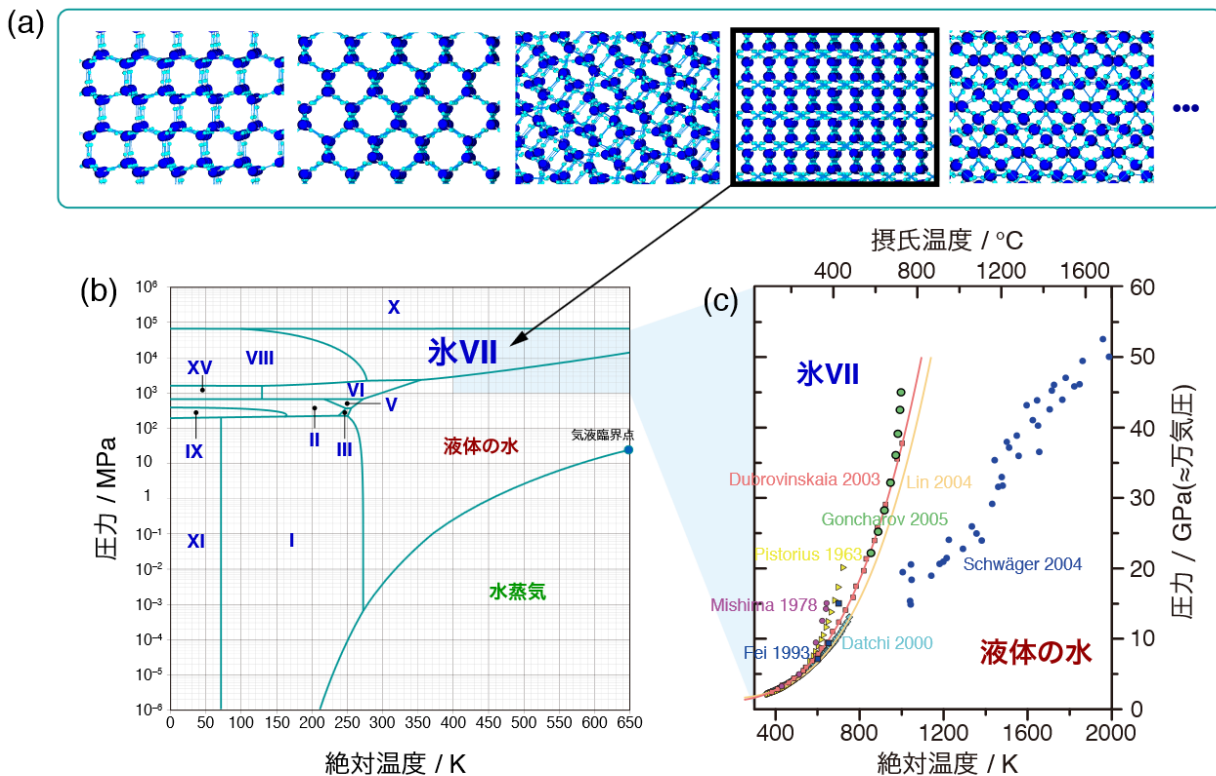 (a)
(b)
圧力 / MPa
10⁶
10⁵
10⁴
10³
10²
10
1
10⁻¹
10⁻²
10⁻³
10⁻⁴
10⁻⁵
10⁻⁶
X
氷VII
VIII
XV
VI
V
IX
II
III
液体の水
気液臨界点
XI
I
水蒸気
0 50 100 150 200 250 300 350 400 450 500 550 600 650
絶対温度 / K
摂氏温度 / °C
400 800 1200 1600
(c)
60
50
40
30
20
10
0
圧力 / GPa(≈万気圧)
氷VII
Dubrovinskaia 2003
Lin 2004
Goncharov 2005
Pistorius 1963
Schwäger 2004
Mishima 1978
Fei 1993
Datchi 2000
液体の水
400 800 1200 1600 2000
絶対温度 / K